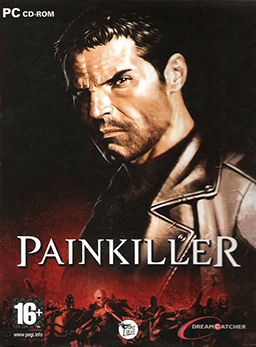 PC CD-ROM
PAINKILLER
16+
www.pegi.info
DREAMCATCHER